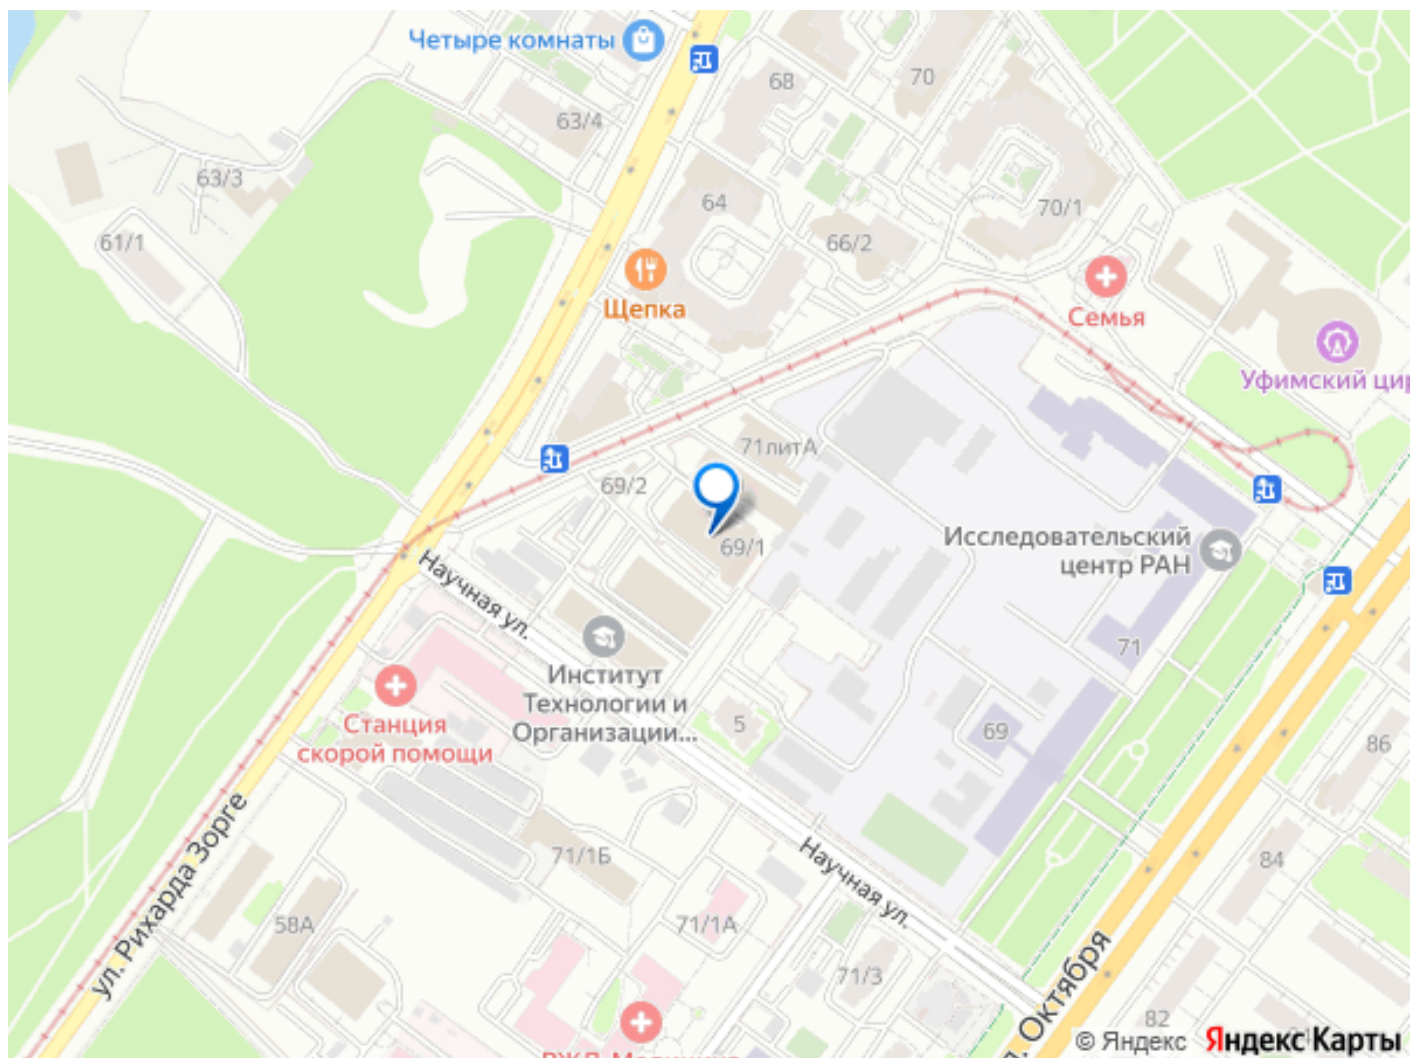 Четыре комнаты
68
70
63/4
63/3
64
70/1
61/1
66/2
Щепка
Семья
Уфимский цир
71литА
69/2
69/1
Исследовательский
центр РАН
Научная ул.
71
Институт
Технологии и
Организации...
5
69
Станция
скорой помощи
86
ул. Рихарда Зорге
71/1Б
84
Научная ул.
58А
71/1А
71/3
Октября
82
РЖД-Медицина
© Яндекс Яндекс Карты